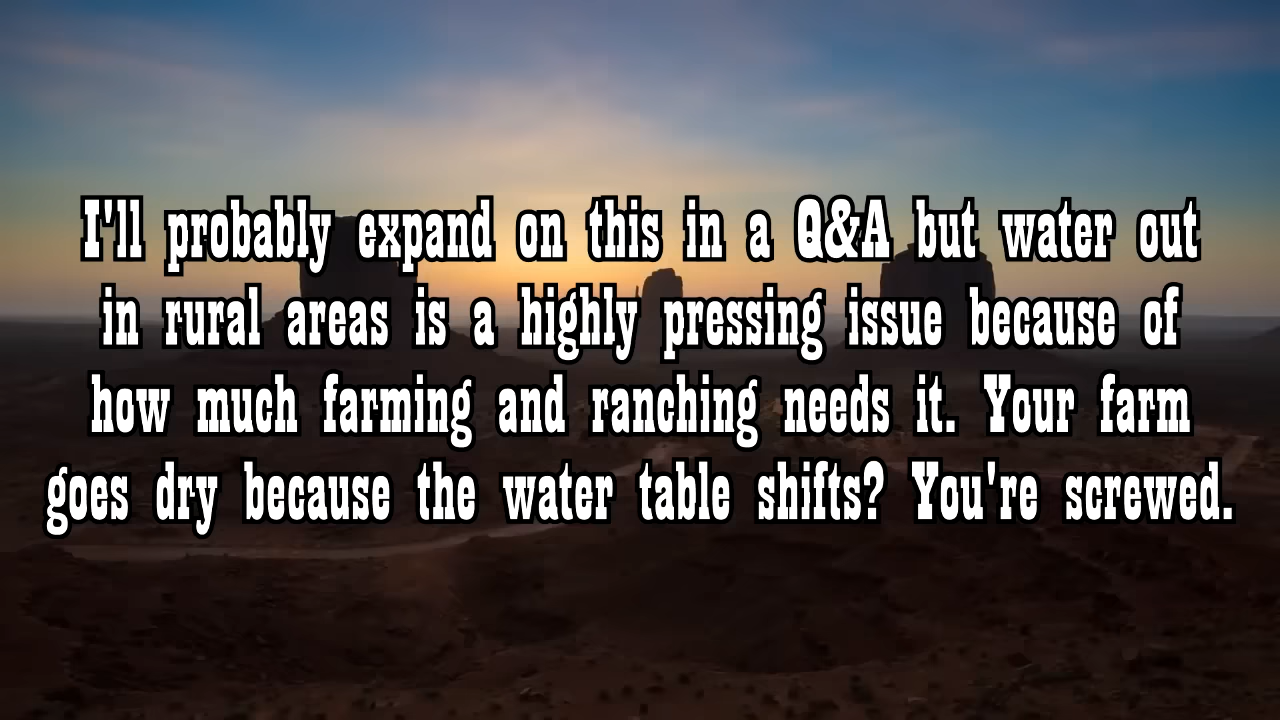 I'll probably expand on this in a Q&A but water out
in rural areas is a highly pressing issue because of
how much farming and ranching needs it. Your farm
goes dry because the water table shifts? You're screwed.